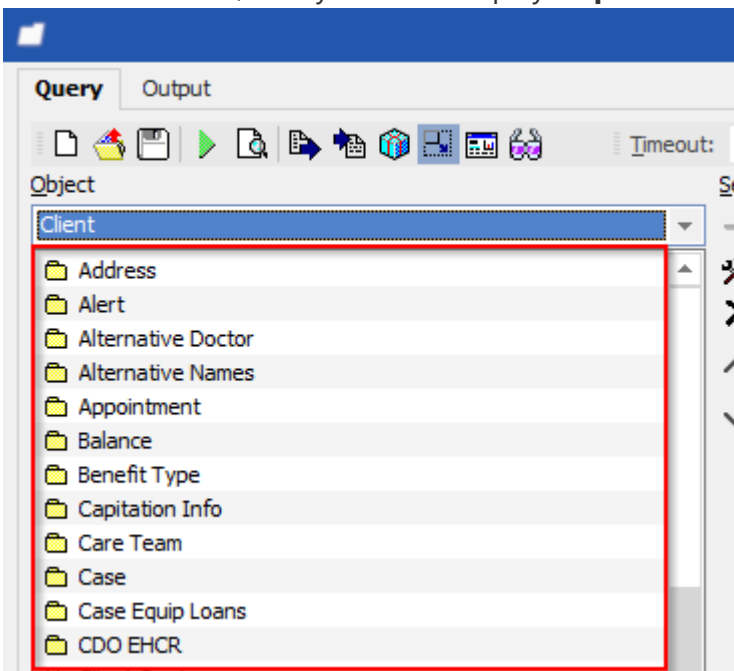 Query Output
Timeout:
Object
Client
Address
Alert
Alternative Doctor
Alternative Names
Appointment
Balance
Benefit Type
Capitation Info
Care Team
Case
Case Equip Loans
CDO EHCR